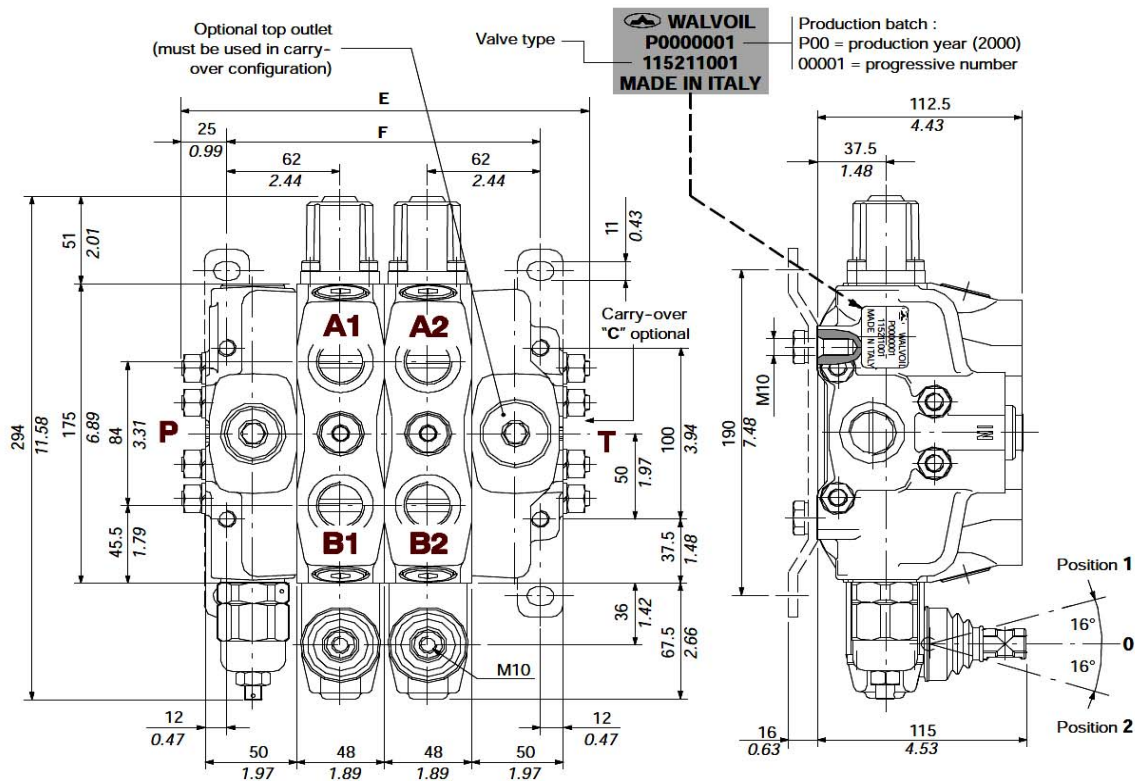 Optional top outlet
(must be used in carry-
over configuration)
Valve type
WALVOIL
P0000001
115211001
MADE IN ITALY
Production batch :
P00 = production year (2000)
00001 = progressive number
E
25
0.99
F
62
2.44
62
2.44
112.5
4.43
37.5
1.48
51
2.01
11
0.43
294
11.58
175
6.89
84
3.31
45.5
1.79
A1
A2
Carry-over
"C" optional
P
T
100
3.94
50
1.97
B1
B2
37.5
1.48
36
1.42
67.5
2.66
M10
12
0.47
12
0.47
50
1.97
48
1.89
48
1.89
50
1.97
WALVOIL
P0000001
115211001
MADE IN ITALY
M10
190
7.48
Position 1
16°
0
16°
Position 2
16
0.63
115
4.53